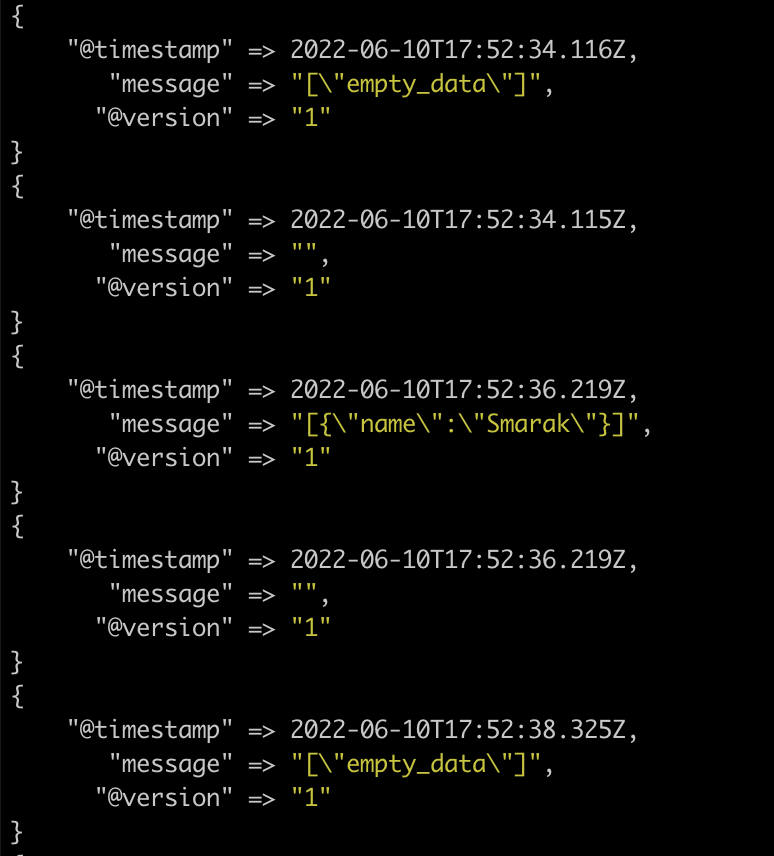 {
    "@timestamp" => 2022-06-10T17:52:34.116Z,
       "message" => "[\"empty_data\"]",
      "@version" => "1"
}
{
    "@timestamp" => 2022-06-10T17:52:34.115Z,
       "message" => "",
      "@version" => "1"
}
{
    "@timestamp" => 2022-06-10T17:52:36.219Z,
       "message" => "[{\"name\":\"Smarak\"}]",
      "@version" => "1"
}
{
    "@timestamp" => 2022-06-10T17:52:36.219Z,
       "message" => "",
      "@version" => "1"
}
{
    "@timestamp" => 2022-06-10T17:52:38.325Z,
       "message" => "[\"empty_data\"]",
      "@version" => "1"
}